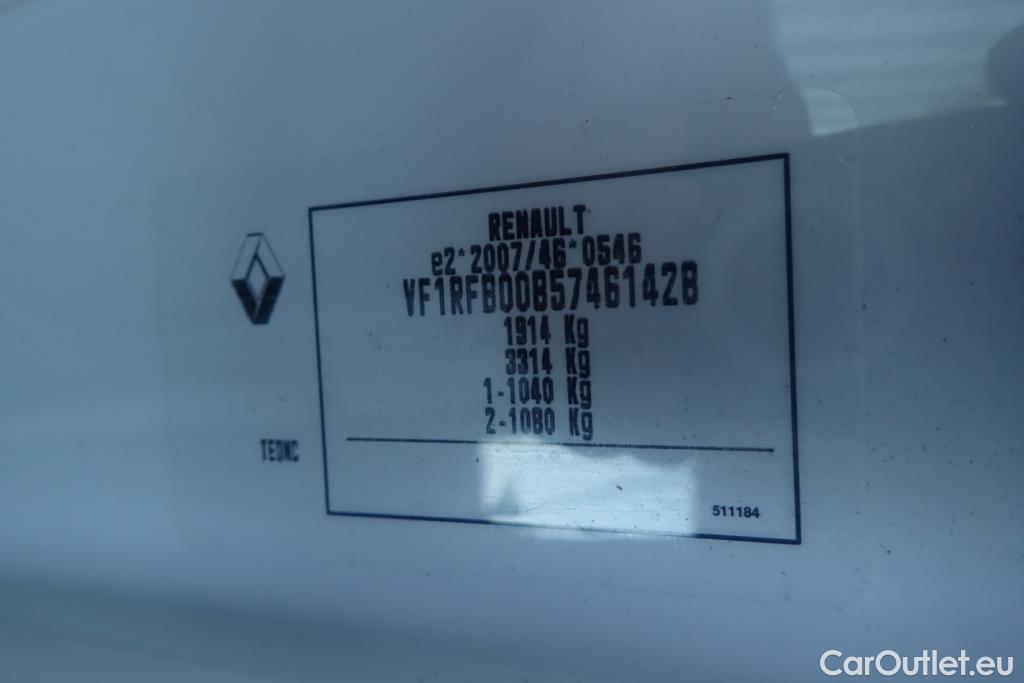 RENAULT
e2*2007/46*0546
VF1RFB00857461428
1914 Kg
3314 Kg
1-1040 Kg
2-1080 Kg
TEQNC
511184
CarOutlet.eu